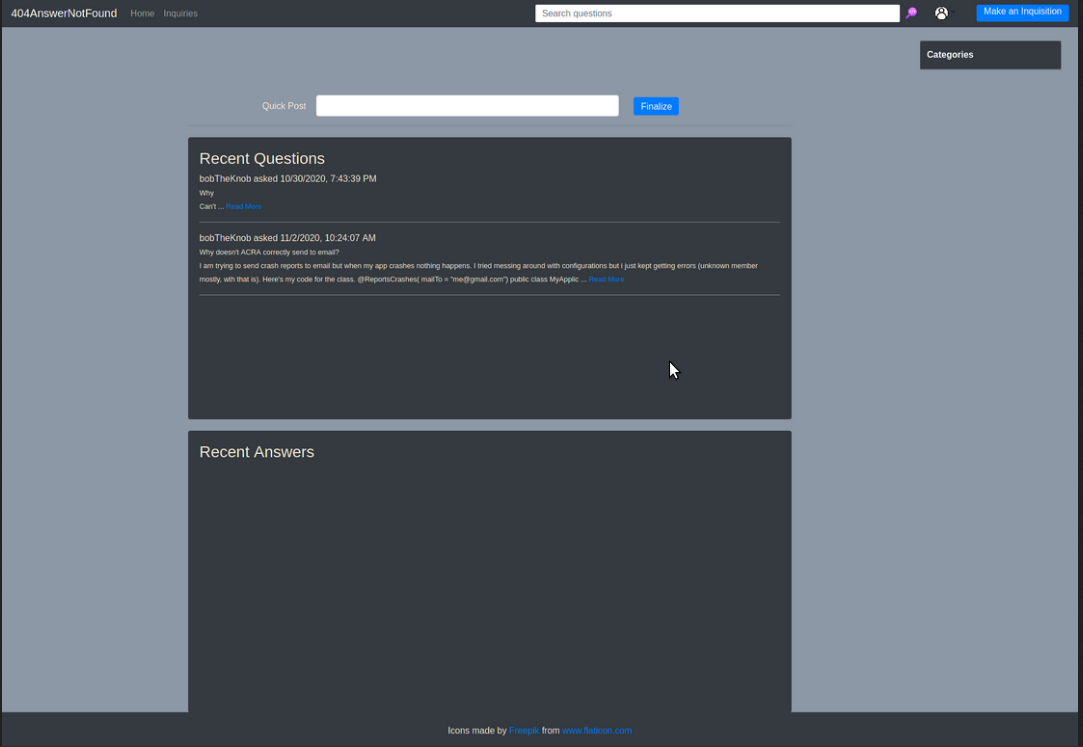 404AnswerNotFound Home Inquiries Search questions Make an Inquisition
Categories
Quick Post Finalize
Recent Questions
bobTheKnob asked 10/30/2020, 7:43:39 PM
Why
Can't ... Read More
bobTheKnob asked 11/2/2020, 10:24:07 AM
Why doesn't ACRA correctly send to email?
I am trying to send crash reports to email but when my app crashes nothing happens. I tried messing around with configurations but i just kept getting errors (unknown member
mostly, wth that is). Here's my code for the class. @ReportsCrashes( mailTo = "me@gmail.com") public class MyApplic ... Read More
Recent Answers
Icons made by Freepik from www.flaticon.com